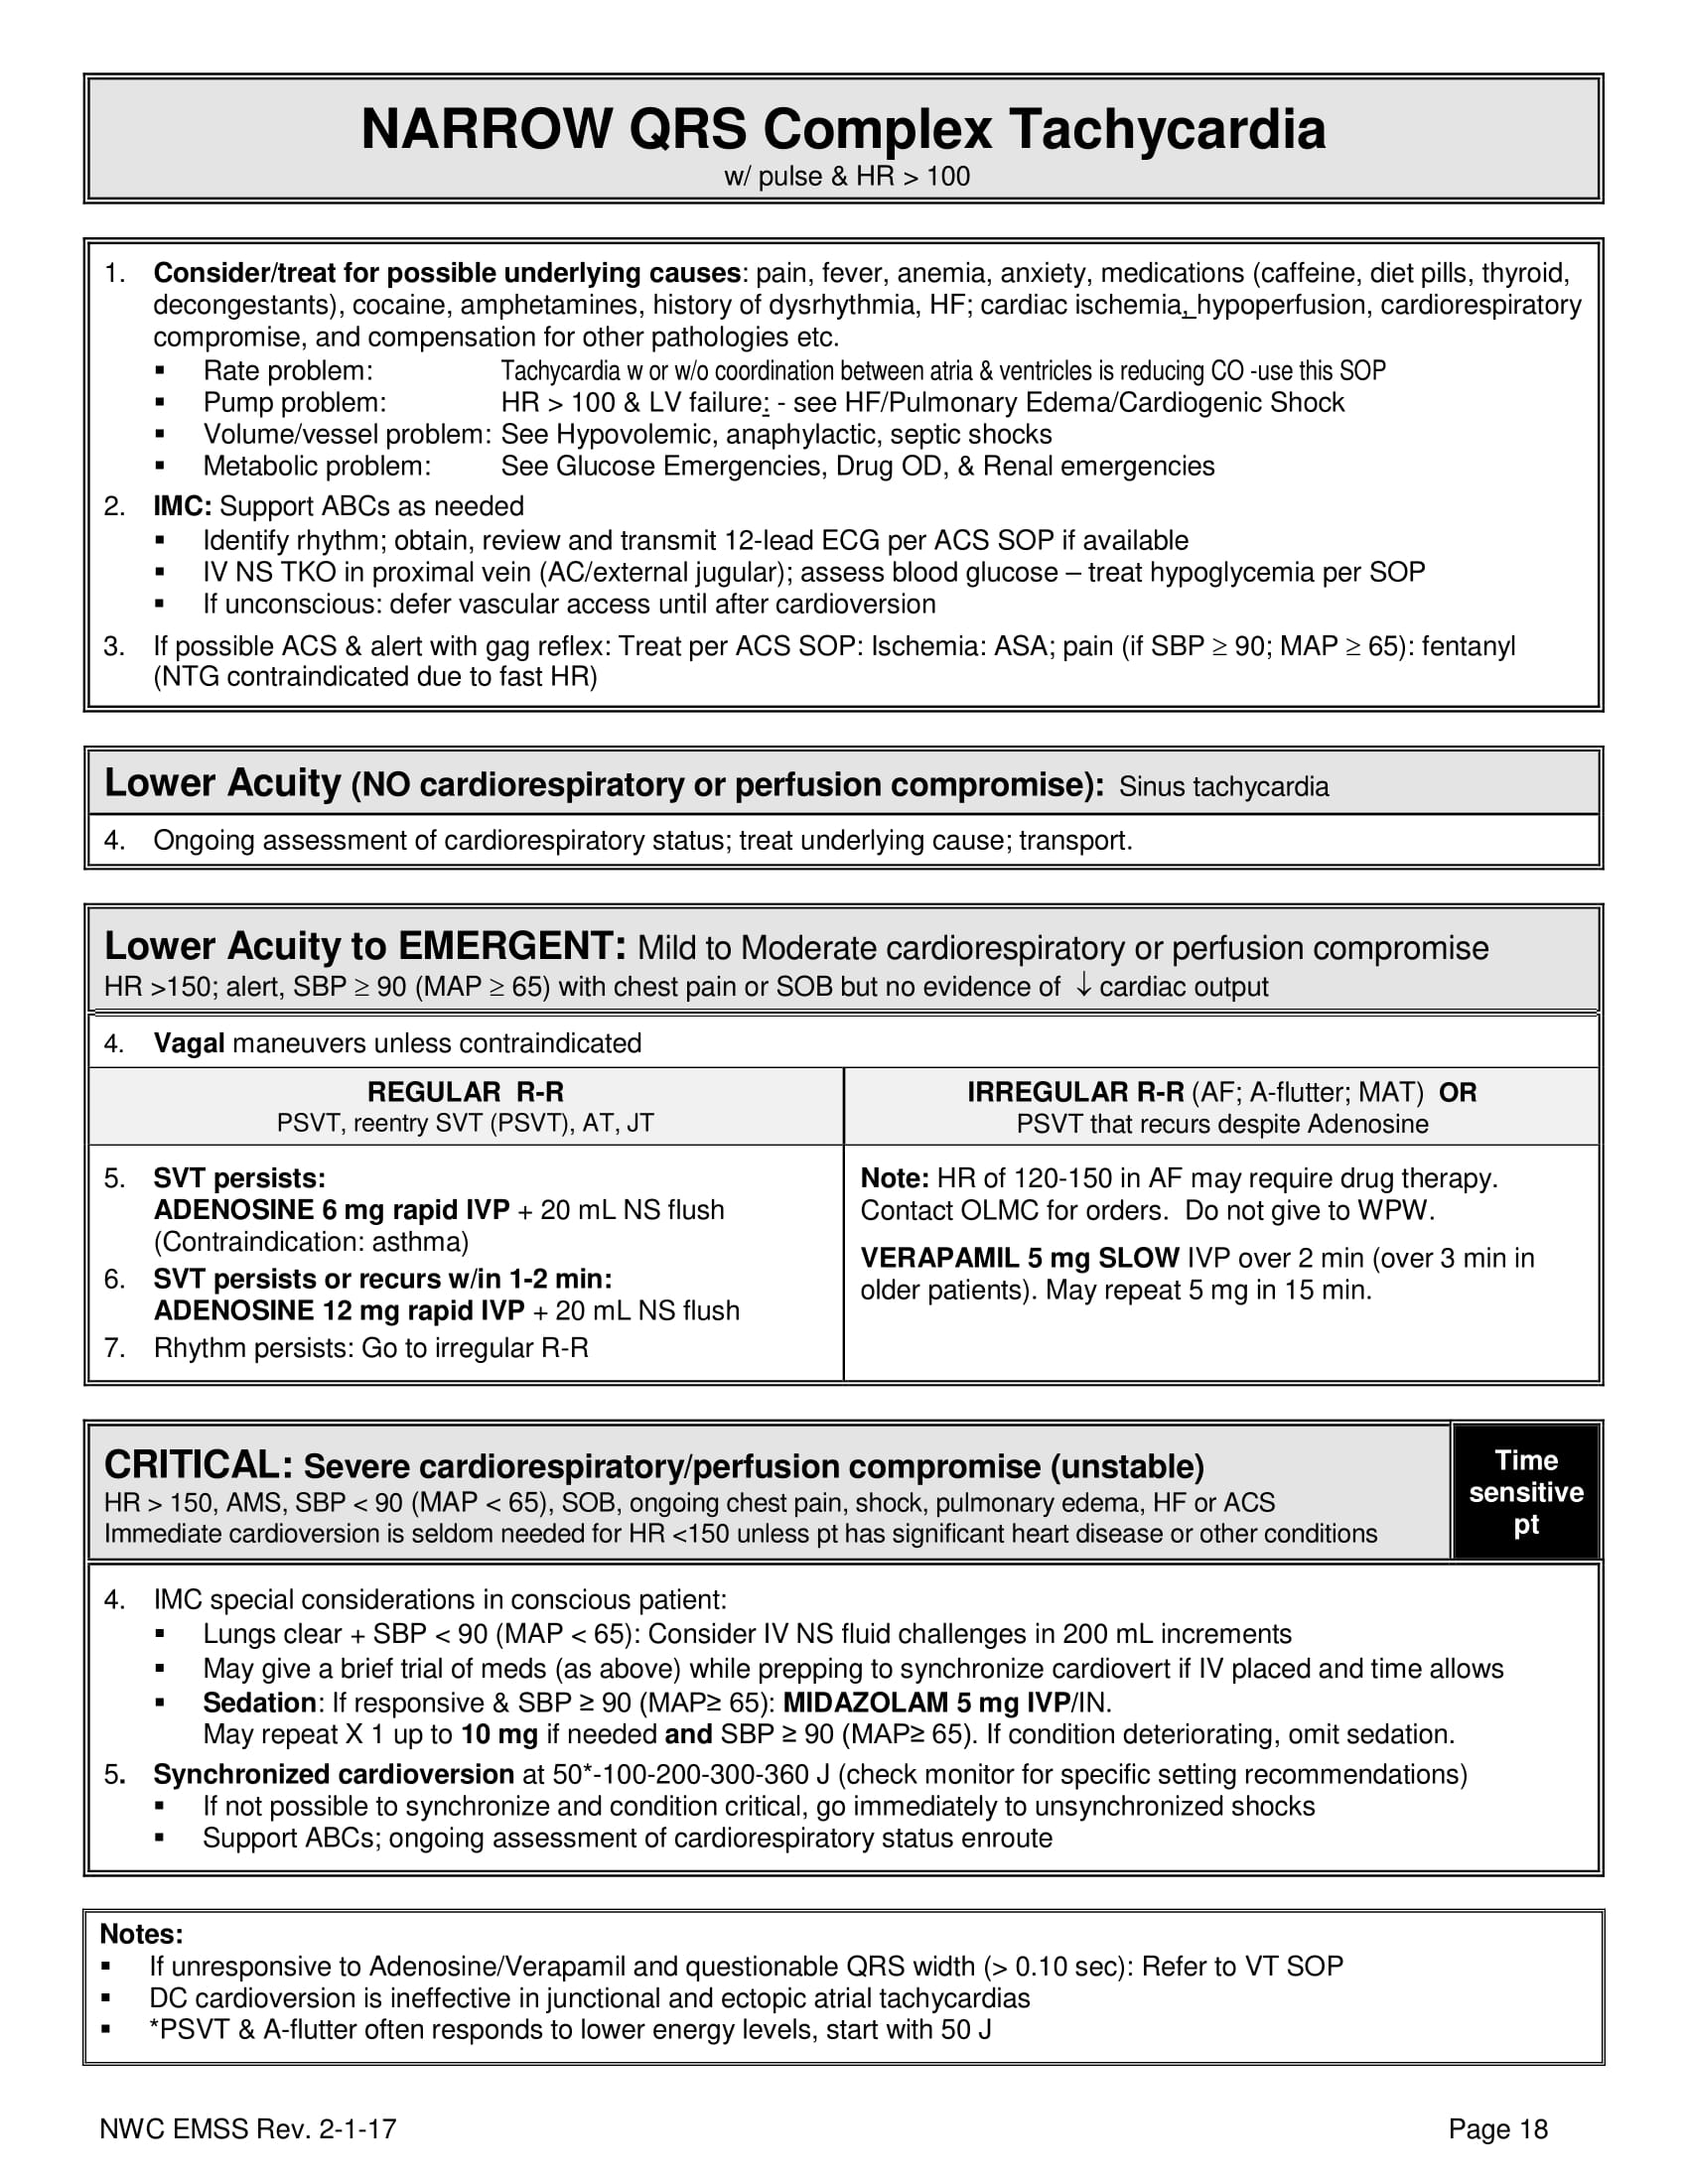 NARROW QRS Complex Tachycardia
w/ pulse & HR > 100
1. Consider/treat for possible underlying causes: pain, fever, anemia, anxiety, medications (caffeine, diet pills, thyroid,
decongestants), cocaine, amphetamines, history of dysrhythmia, HF; cardiac ischemia, hypoperfusion, cardiorespiratory
compromise, and compensation for other pathologies etc.
▪ Rate problem: Tachycardia w or w/o coordination between atria & ventricles is reducing CO -use this SOP
▪ Pump problem: HR > 100 & LV failure: - see HF/Pulmonary Edema/Cardiogenic Shock
▪ Volume/vessel problem: See Hypovolemic, anaphylactic, septic shocks
▪ Metabolic problem: See Glucose Emergencies, Drug OD, & Renal emergencies
2. IMC: Support ABCs as needed
▪ Identify rhythm; obtain, review and transmit 12-lead ECG per ACS SOP if available
▪ IV NS TKO in proximal vein (AC/external jugular); assess blood glucose – treat hypoglycemia per SOP
▪ If unconscious: defer vascular access until after cardioversion
3. If possible ACS & alert with gag reflex: Treat per ACS SOP: Ischemia: ASA; pain (if SBP ≥ 90; MAP ≥ 65): fentanyl
(NTG contraindicated due to fast HR)
Lower Acuity (NO cardiorespiratory or perfusion compromise): Sinus tachycardia
4. Ongoing assessment of cardiorespiratory status; treat underlying cause; transport.
Lower Acuity to EMERGENT: Mild to Moderate cardiorespiratory or perfusion compromise
HR >150; alert, SBP ≥ 90 (MAP ≥ 65) with chest pain or SOB but no evidence of ↓ cardiac output
4. Vagal maneuvers unless contraindicated
REGULAR R-R
PSVT, reentry SVT (PSVT), AT, JT
5. SVT persists:
ADENOSINE 6 mg rapid IVP + 20 mL NS flush
(Contraindication: asthma)
6. SVT persists or recurs w/in 1-2 min:
ADENOSINE 12 mg rapid IVP + 20 mL NS flush
7. Rhythm persists: Go to irregular R-R
IRREGULAR R-R (AF; A-flutter; MAT) OR
PSVT that recurs despite Adenosine
Note: HR of 120-150 in AF may require drug therapy.
Contact OLMC for orders. Do not give to WPW.
VERAPAMIL 5 mg SLOW IVP over 2 min (over 3 min in
older patients). May repeat 5 mg in 15 min.
CRITICAL: Severe cardiorespiratory/perfusion compromise (unstable)
HR > 150, AMS, SBP < 90 (MAP < 65), SOB, ongoing chest pain, shock, pulmonary edema, HF or ACS
Immediate cardioversion is seldom needed for HR <150 unless pt has significant heart disease or other conditions
Time
sensitive
pt
4. IMC special considerations in conscious patient:
▪ Lungs clear + SBP < 90 (MAP < 65): Consider IV NS fluid challenges in 200 mL increments
▪ May give a brief trial of meds (as above) while prepping to synchronize cardiovert if IV placed and time allows
▪ Sedation: If responsive & SBP ≥ 90 (MAP≥ 65): MIDAZOLAM 5 mg IVP/IN.
May repeat X 1 up to 10 mg if needed and SBP ≥ 90 (MAP≥ 65). If condition deteriorating, omit sedation.
5. Synchronized cardioversion at 50*-100-200-300-360 J (check monitor for specific setting recommendations)
▪ If not possible to synchronize and condition critical, go immediately to unsynchronized shocks
▪ Support ABCs; ongoing assessment of cardiorespiratory status enroute
Notes:
▪ If unresponsive to Adenosine/Verapamil and questionable QRS width (> 0.10 sec): Refer to VT SOP
▪ DC cardioversion is ineffective in junctional and ectopic atrial tachycardias
▪ *PSVT & A-flutter often responds to lower energy levels, start with 50 J
NWC EMSS Rev. 2-1-17
Page 18